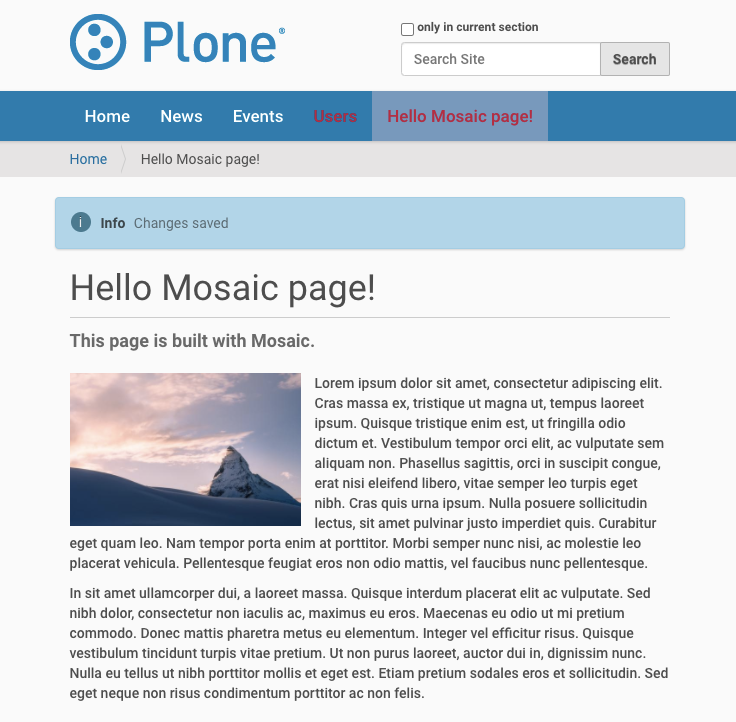 Plone®
only in current section
Search Site
Search
Home
News
Events
Users
Hello Mosaic page!
Home
Hello Mosaic page!
i Info Changes saved
Hello Mosaic page!
This page is built with Mosaic.
Lorem ipsum dolor sit amet, consectetur adipiscing elit.
Cras massa ex, tristique ut magna ut, tempus laoreet
ipsum. Quisque tristique enim est, ut fringilla odio
dictum et. Vestibulum tempor orci elit, ac vulputate sem
aliquam non. Phasellus sagittis, orci in suscipit congue,
erat nisi eleifend libero, vitae semper leo turpis eget
nibh. Cras quis urna ipsum. Nulla posuere sollicitudin
lectus, sit amet pulvinar justo imperdiet quis. Curabitur
eget quam leo. Nam tempor porta enim at porttitor. Morbi semper nunc nisi, ac molestie leo
placerat vehicula. Pellentesque feugiat eros non odio mattis, vel faucibus nunc pellentesque.
In sit amet ullamcorper dui, a laoreet massa. Quisque interdum placerat elit ac vulputate. Sed
nibh dolor, consectetur non iaculis ac, maximus eu eros. Maecenas eu odio ut mi pretium
commodo. Donec mattis pharetra metus eu elementum. Integer vel efficitur risus. Quisque
vestibulum tincidunt turpis vitae pretium. Ut non purus laoreet, auctor dui in, dignissim nunc.
Nulla eu tellus ut nibh porttitor mollis et eget est. Etiam pretium sodales eros et sollicitudin. Sed
eget neque non risus condimentum porttitor ac non felis.